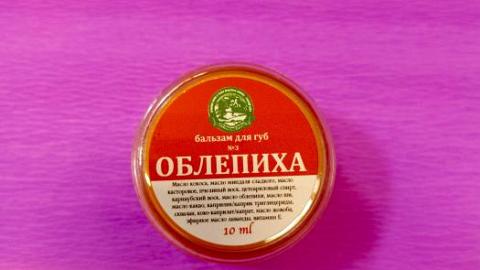 бальзам для губ
№3
ОБЛЕПИХА
Масло кокоса, масло миндаля сладкого, масло
касторовое, пчелиный воск, цетеариловый спирт,
карнаубский воск, масло облепихи, масло ши,
масло какао, каприлик/каприк триглицериды,
сквалан, коко-каприлат/капрат, масло жожоба,
эфирное масло лаванды, витамин Е.
10 ml